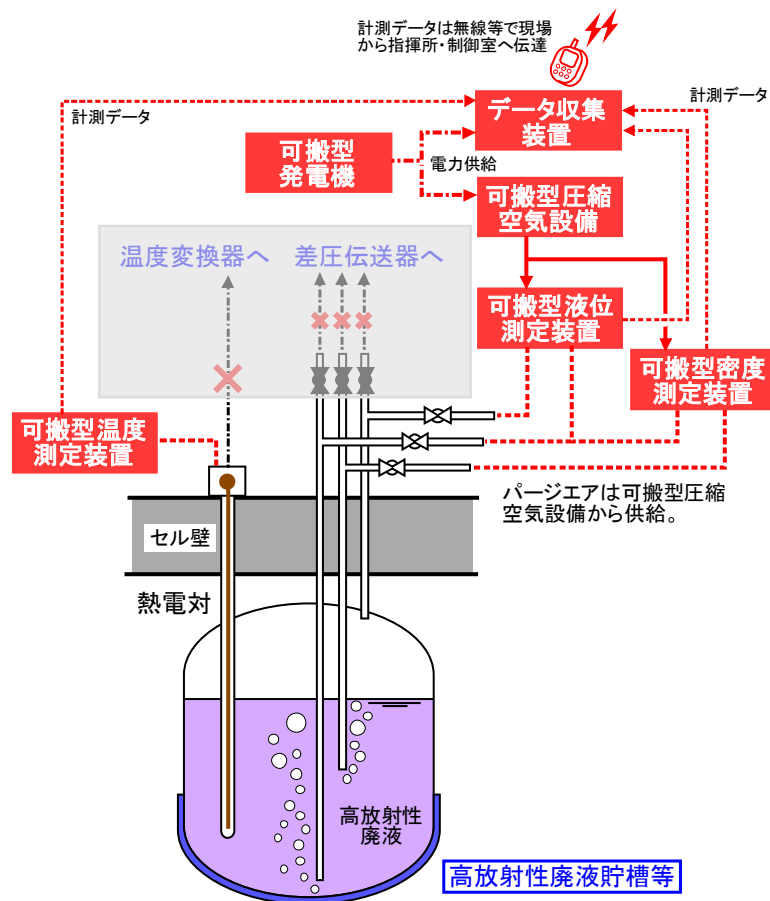 計測データは無線等で現場
から指揮所・制御室へ伝達
計測データ
計測データ
データ収集
装置
可搬型
発電機
電力供給
可搬型圧縮
空気設備
温度変換器へ
差圧伝送器へ
可搬型液位
測定装置
可搬型密度
測定装置
可搬型温度
測定装置
パージエアは可搬型圧縮
空気設備から供給。
セル壁
熱電対
高放射性
廃液
高放射性廃液貯槽等